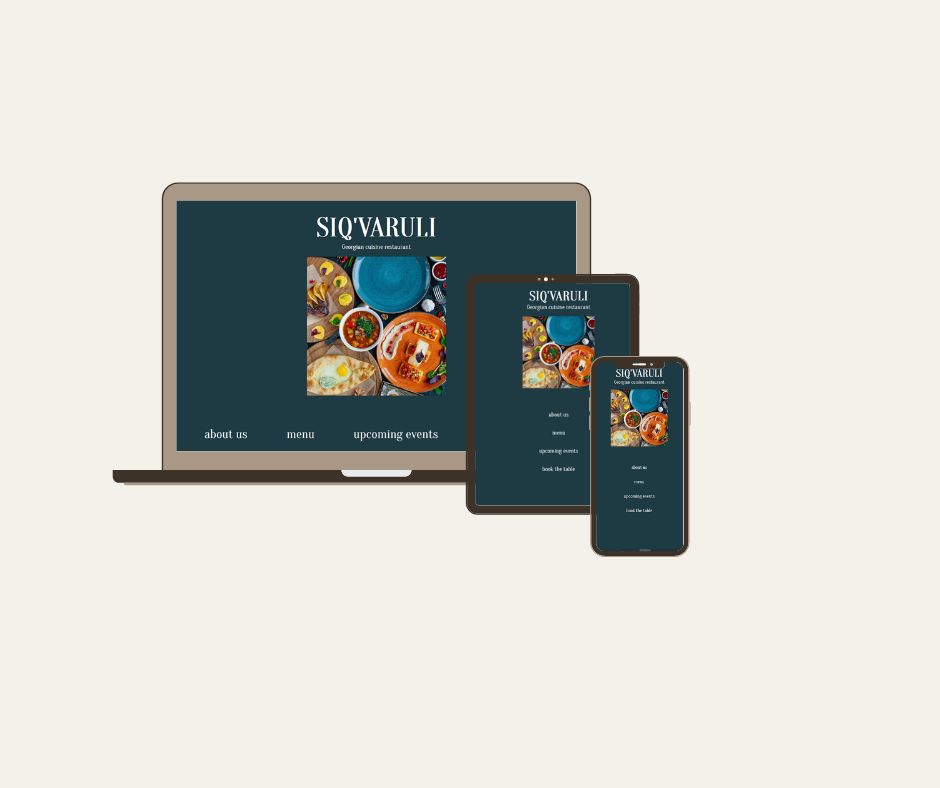 SIQ'VARULI
Georgian cuisine restaurant
about us menu upcoming events
SIQ'VARULI
Georgian cuisine restaurant
about us
menu
upcoming events
book the table
SIQ'VARULI
Georgian cuisine restaurant
about us
menu
upcoming events
book the table